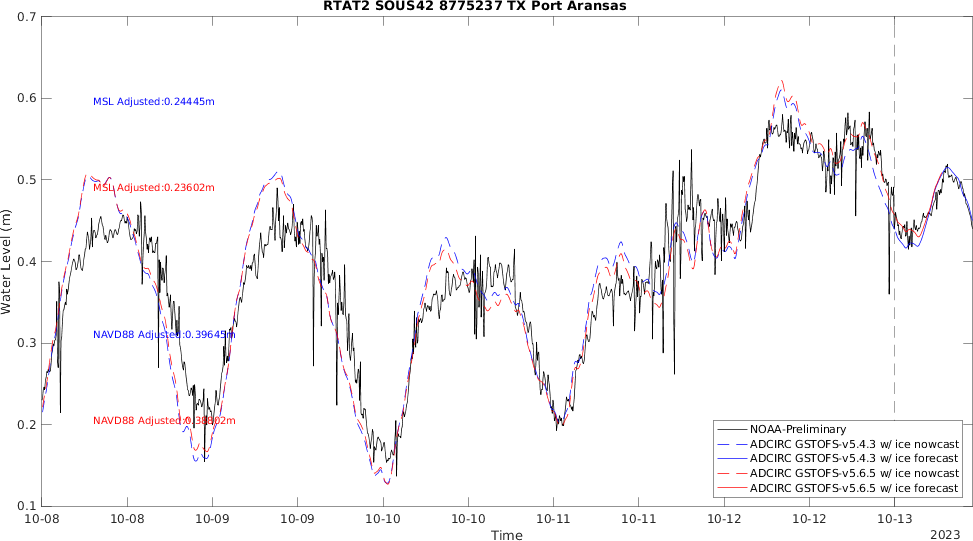 RTAT2 SOUS42 8775237 TX Port Aransas
0.7
0.6
0.5
0.4
0.3
0.2
0.1
Water Level (m)
MSL Adjusted:0.24445m
MSL Adjusted:0.23602m
NAVD88 Adjusted:0.39645m
NAVD88 Adjusted:0.38802m
NOAA-Preliminary
ADCIRC GSTOFS-v5.4.3 w/ ice nowcast
ADCIRC GSTOFS-v5.4.3 w/ ice forecast
ADCIRC GSTOFS-v5.6.5 w/ ice nowcast
ADCIRC GSTOFS-v5.6.5 w/ ice forecast
10-08 10-08 10-09 10-09 10-10 10-10 10-11 10-11 10-12 10-12 10-13
Time
2023